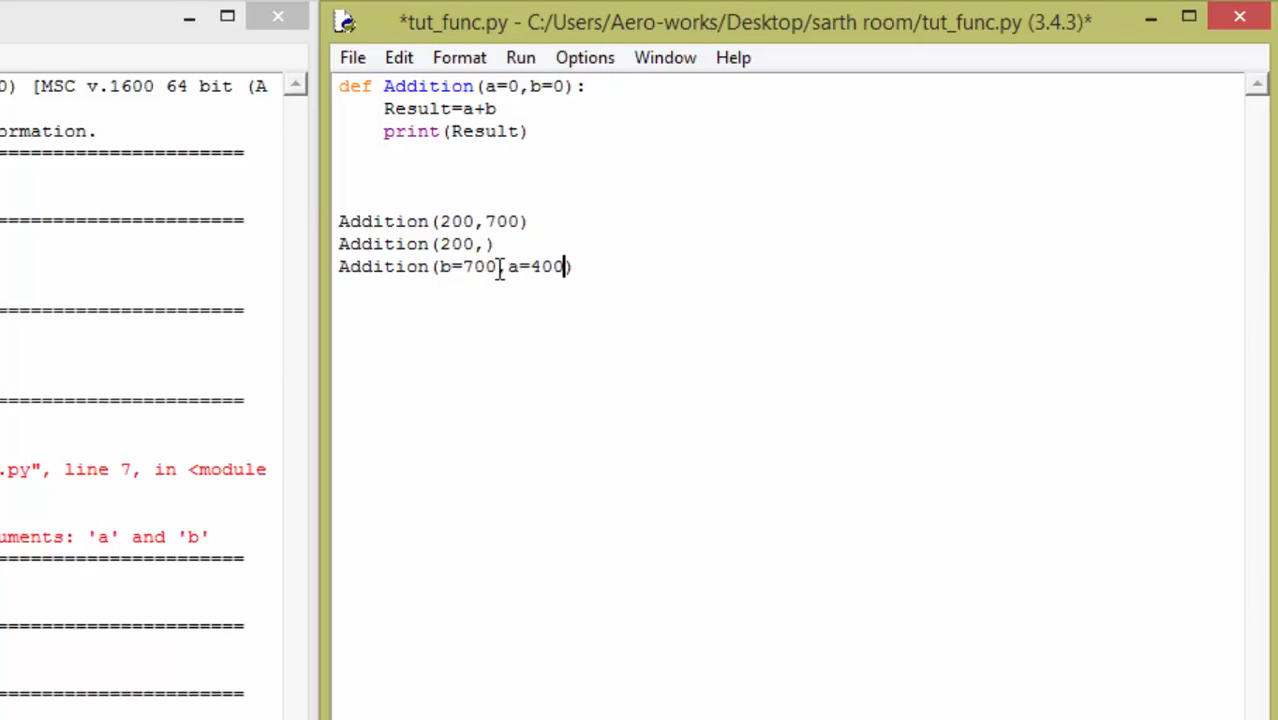 *tut_func.py - C:/Users/Aero-works/Desktop/sarth room/tut_func.py (3.4.3)*
File Edit Format Run Options Window Help
0) [MSC v.1600 64 bit (A
ormation.
======================
======================
======================
======================
.py", line 7, in <module
uments: 'a' and 'b'
======================
======================
======================
def Addition(a=0,b=0):
    Result=a+b
    print(Result)
Addition(200,700)
Addition(200,)
Addition(b=700,a=400)